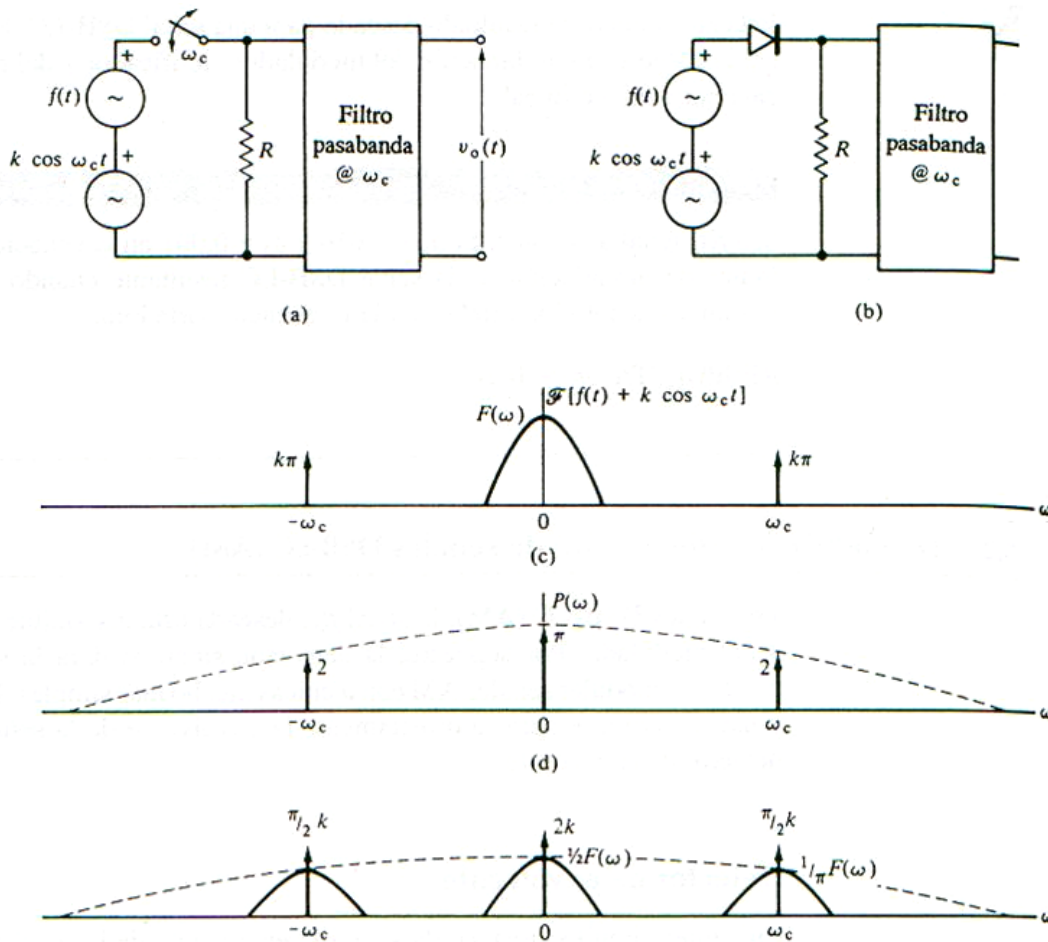 ω_c
+
f(t)
~
+
k cos ω_c t
~
R
Filtro
pasabanda
@ ω_c
v_o(t)
(a)
+
f(t)
~
+
k cos ω_c t
~
R
Filtro
pasabanda
@ ω_c
(b)
ℱ[f(t) + k cos ω_c t]
F(ω)
kπ
kπ
-ω_c
0
ω_c
ω
(c)
P(ω)
π
2
2
-ω_c
0
ω_c
ω
(d)
π/2 k
2k
π/2 k
½F(ω)
1/π F(ω)
-ω_c
0
ω_c
ω